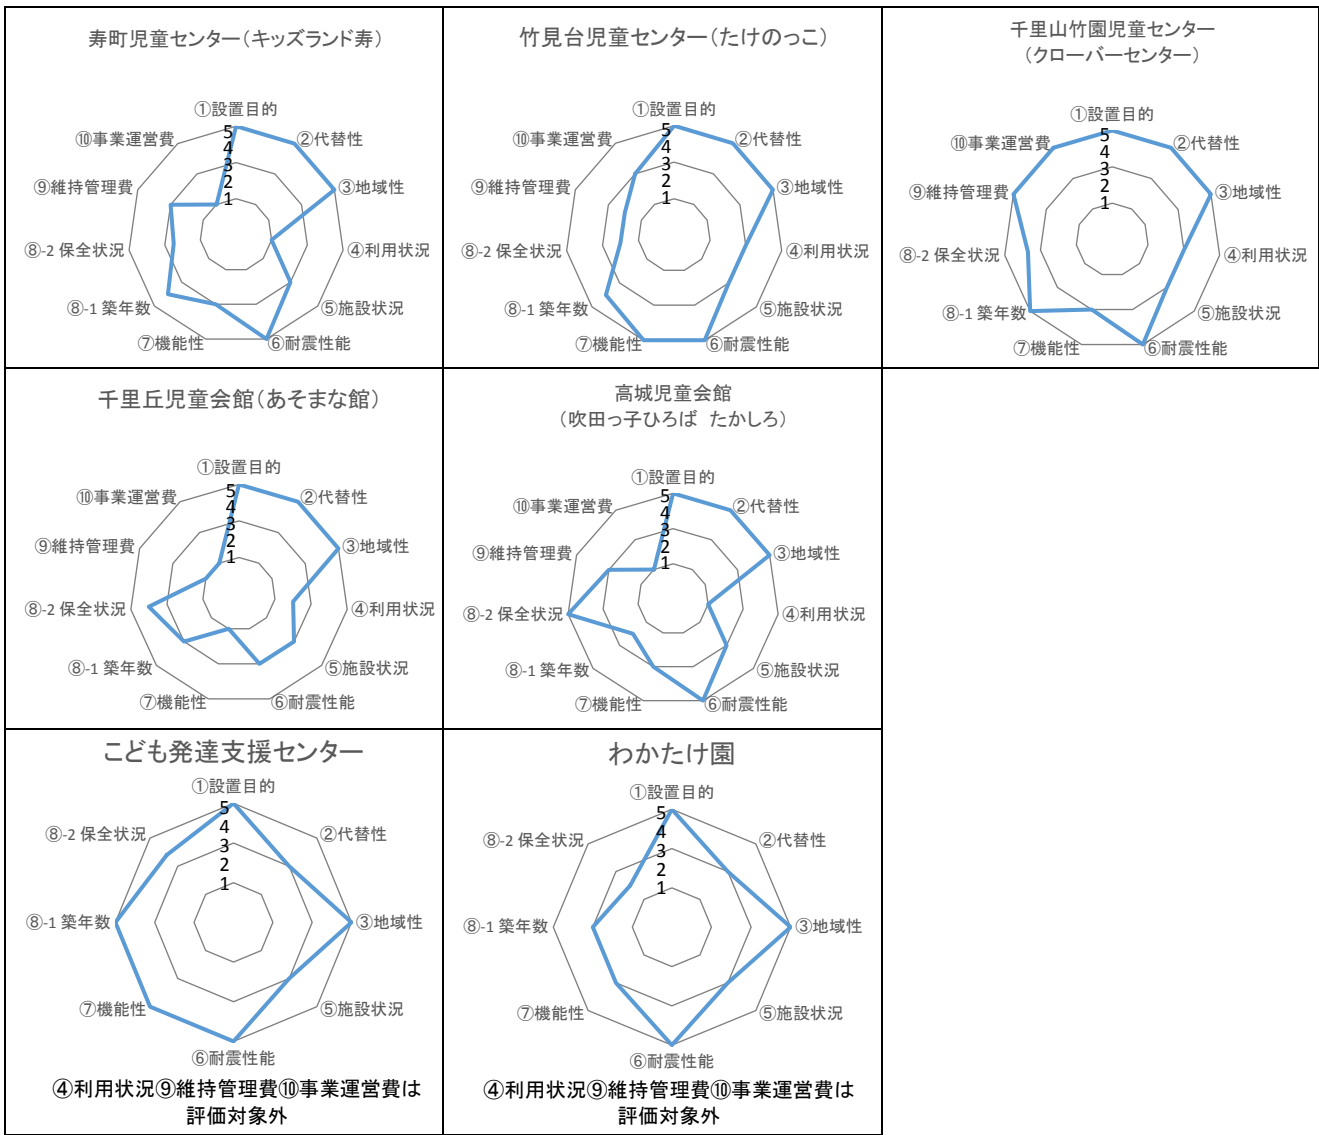 寿町児童センター(キッズランド寿)
①設置目的
②代替性
③地域性
④利用状況
⑤施設状況
⑥耐震性能
⑦機能性
⑧-1 築年数
⑧-2 保全状況
⑨維持管理費
⑩事業運営費
5
4
3
2
1
竹見台児童センター(たけのっこ)
①設置目的
②代替性
③地域性
④利用状況
⑤施設状況
⑥耐震性能
⑦機能性
⑧-1 築年数
⑧-2 保全状況
⑨維持管理費
⑩事業運営費
5
4
3
2
1
千里山竹園児童センター
(クローバーセンター)
①設置目的
②代替性
③地域性
④利用状況
⑤施設状況
⑥耐震性能
⑦機能性
⑧-1 築年数
⑧-2 保全状況
⑨維持管理費
⑩事業運営費
5
4
3
2
1
千里丘児童会館(あそまな館)
①設置目的
②代替性
③地域性
④利用状況
⑤施設状況
⑥耐震性能
⑦機能性
⑧-1 築年数
⑧-2 保全状況
⑨維持管理費
⑩事業運営費
5
4
3
2
1
高城児童会館
(吹田っ子ひろば たかしろ)
①設置目的
②代替性
③地域性
④利用状況
⑤施設状況
⑥耐震性能
⑦機能性
⑧-1 築年数
⑧-2 保全状況
⑨維持管理費
⑩事業運営費
5
4
3
2
1
こども発達支援センター
①設置目的
②代替性
③地域性
⑤施設状況
⑥耐震性能
⑦機能性
⑧-1 築年数
⑧-2 保全状況
5
4
3
2
1
④利用状況⑨維持管理費⑩事業運営費は
評価対象外
わかたけ園
①設置目的
②代替性
③地域性
⑤施設状況
⑥耐震性能
⑦機能性
⑧-1 築年数
⑧-2 保全状況
5
4
3
2
1
④利用状況⑨維持管理費⑩事業運営費は
評価対象外